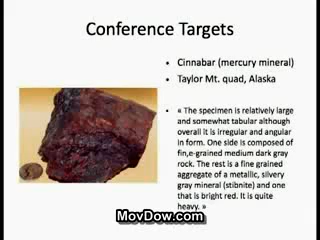 Conference Targets
• Cinnabar (mercury mineral)
• Taylor Mt. quad, Alaska
• « The specimen is relatively large
and somewhat tabular although
overall it is irregular and angular
in form. One side is composed of
fin,e-grained medium dark gray
rock. The rest is a fine grained
aggregate of a metallic, silvery
gray mineral (stibnite) and one
that is bright red. It is quite
heavy. »
MovDow.com